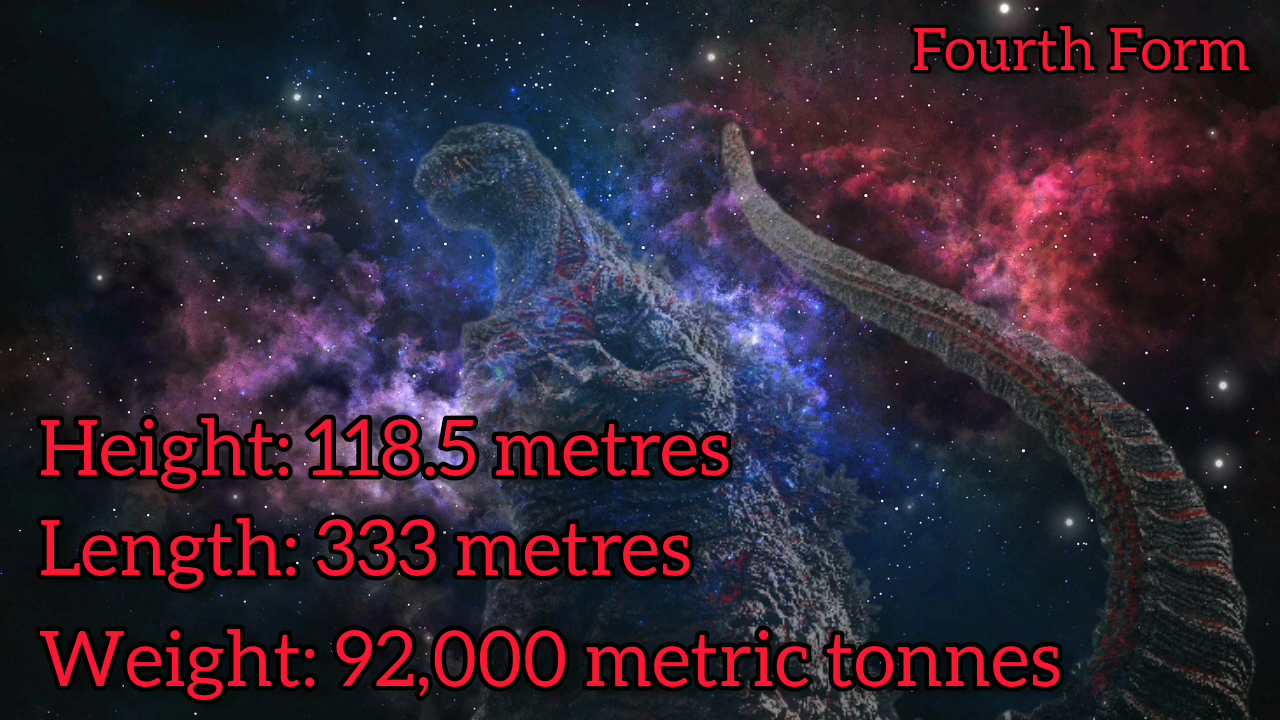 Fourth Form
Height: 118.5 metres
Length: 333 metres
Weight: 92,000 metric tonnes